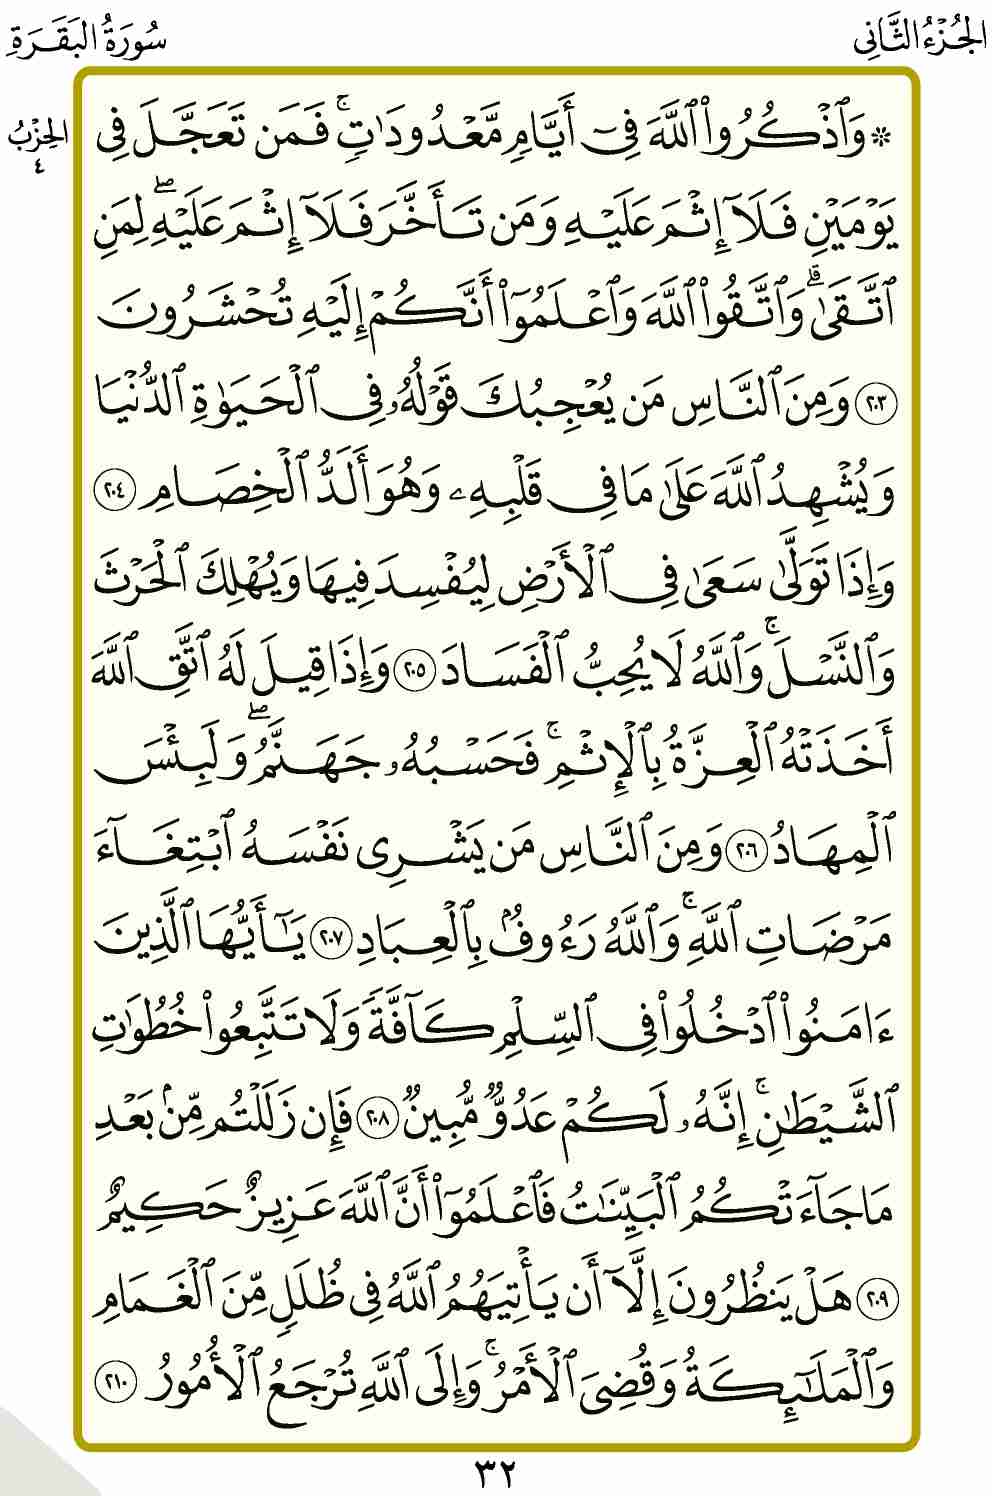 الجُزْءُ الثَّانِي
سُورَةُ البَقَرَةِ
الحِزْبُ
٤
۞ وَٱذْكُرُوا۟ ٱللَّهَ فِىٓ أَيَّامٍۢ مَّعْدُودَٰتٍۢ ۚ فَمَن تَعَجَّلَ فِى
يَوْمَيْنِ فَلَآ إِثْمَ عَلَيْهِ وَمَن تَأَخَّرَ فَلَآ إِثْمَ عَلَيْهِ ۖ لِمَنِ
ٱتَّقَىٰ ۗ وَٱتَّقُوا۟ ٱللَّهَ وَٱعْلَمُوٓا۟ أَنَّكُمْ إِلَيْهِ تُحْشَرُونَ
٢٠٣ وَمِنَ ٱلنَّاسِ مَن يُعْجِبُكَ قَوْلُهُۥ فِى ٱلْحَيَوٰةِ ٱلدُّنْيَا
وَيُشْهِدُ ٱللَّهَ عَلَىٰ مَا فِى قَلْبِهِۦ وَهُوَ أَلَدُّ ٱلْخِصَامِ ٢٠٤
وَإِذَا تَوَلَّىٰ سَعَىٰ فِى ٱلْأَرْضِ لِيُفْسِدَ فِيهَا وَيُهْلِكَ ٱلْحَرْثَ
وَٱلنَّسْلَ ۚ وَٱللَّهُ لَا يُحِبُّ ٱلْفَسَادَ ٢٠٥ وَإِذَا قِيلَ لَهُ ٱتَّقِ ٱللَّهَ
أَخَذَتْهُ ٱلْعِزَّةُ بِٱلْإِثْمِ ۚ فَحَسْبُهُۥ جَهَنَّمُ ۖ وَلَبِئْسَ
ٱلْمِهَادُ ٢٠٦ وَمِنَ ٱلنَّاسِ مَن يَشْرِى نَفْسَهُ ٱبْتِغَآءَ
مَرْضَاتِ ٱللَّهِ ۚ وَٱللَّهُ رَءُوفٌۢ بِٱلْعِبَادِ ٢٠٧ يَٰٓأَيُّهَا ٱلَّذِينَ
ءَامَنُوا۟ ٱدْخُلُوا۟ فِى ٱلسِّلْمِ كَآفَّةً وَلَا تَتَّبِعُوا۟ خُطُوَٰتِ
ٱلشَّيْطَٰنِ ۚ إِنَّهُۥ لَكُمْ عَدُوٌّ مُّبِينٌ ٢٠٨ فَإِن زَلَلْتُم مِّنۢ بَعْدِ
مَا جَآءَتْكُمُ ٱلْبَيِّنَٰتُ فَٱعْلَمُوٓا۟ أَنَّ ٱللَّهَ عَزِيزٌ حَكِيمٌ
٢٠٩ هَلْ يَنظُرُونَ إِلَّآ أَن يَأْتِيَهُمُ ٱللَّهُ فِى ظُلَلٍ مِّنَ ٱلْغَمَامِ
وَٱلْمَلَٰٓئِكَةُ وَقُضِىَ ٱلْأَمْرُ ۚ وَإِلَى ٱللَّهِ تُرْجَعُ ٱلْأُمُورُ ٢١٠
٣٢